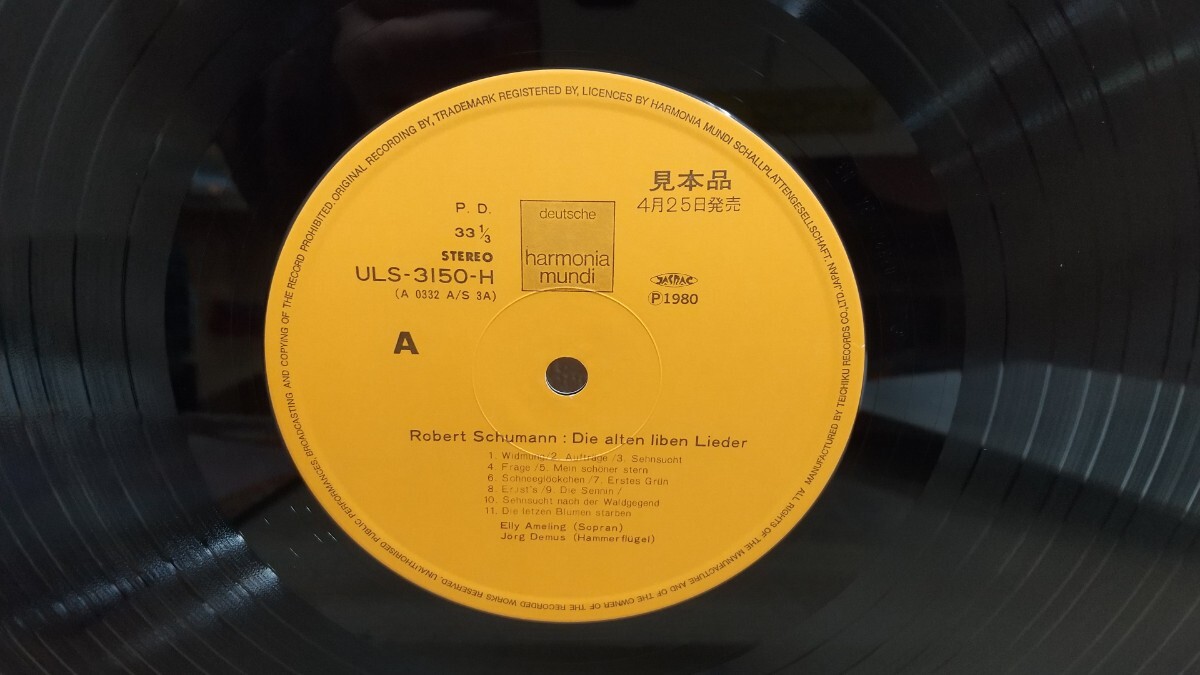 ALL RIGHTS OF THE MANUFACTURER AND OF THE OWNER OF THE RECORDED WORKS RESERVED. UNAUTHORISED PUBLIC PERFORMANCES, BROADCASTING AND COPYING OF THE RECORD PROHIBITED. ORIGINAL RECORDING BY, TRADEMARK REGISTERED BY, LICENCES BY HARMONIA MUNDI SCHALLPLATTENGESELLSCHAFT. MANUFACTURED BY TEICHIKU RECORDS CO., LTD. JAPAN
見本品
4月25日発売
P. D.
33 1/3
STEREO
ULS-3150-H
(A 0332 A/S 3A)
deutsche
harmonia
mundi
JASRAC
Ⓟ1980
A
Robert Schumann : Die alten liben Lieder
1. Widmung/2. Aufträge/3. Sehnsucht
4. Frage/5. Mein schöner stern
6. Schneeglöckchen/7. Erstes Grün
8. Er ist's/9. Die Sennin/
10. Sehnsucht nach der Waldgegend
11. Die letzen Blumen starben
Elly Ameling (Sopran)
Jörg Demus (Hammerflügel)